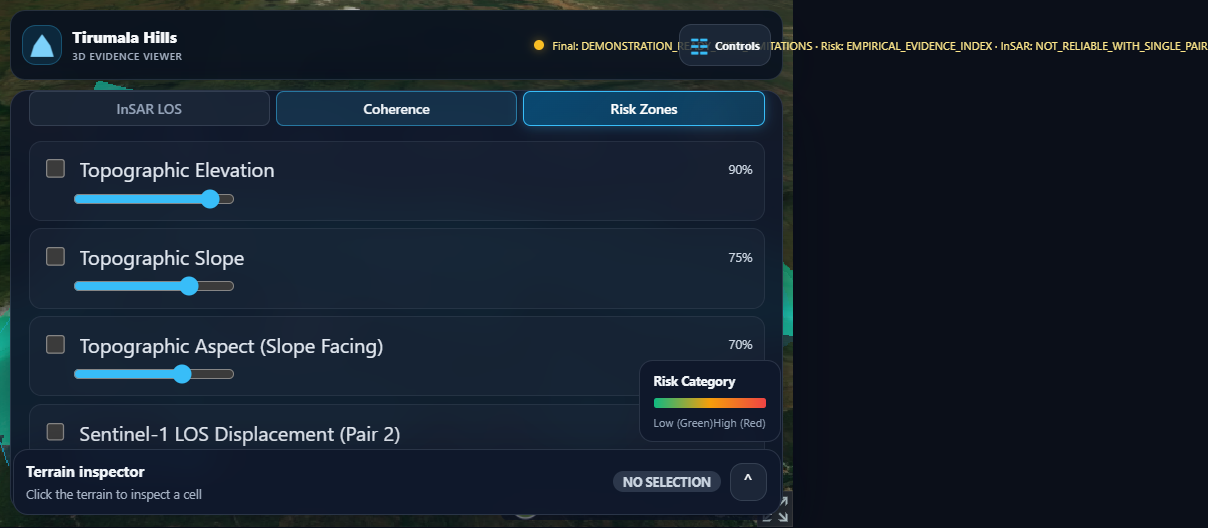 Tirumala Hills
3D EVIDENCE VIEWER
Final: DEMONSTRATION_
Controls
ITATIONS · Risk: EMPIRICAL_EVIDENCE_INDEX · InSAR: NOT_RELIABLE_WITH_SINGLE_PAIR
InSAR LOS
Coherence
Risk Zones
Topographic Elevation
90%
Topographic Slope
75%
Topographic Aspect (Slope Facing)
70%
Risk Category
Low (Green)High (Red)
Sentinel-1 LOS Displacement (Pair 2)
Terrain inspector
Click the terrain to inspect a cell
NO SELECTION
^